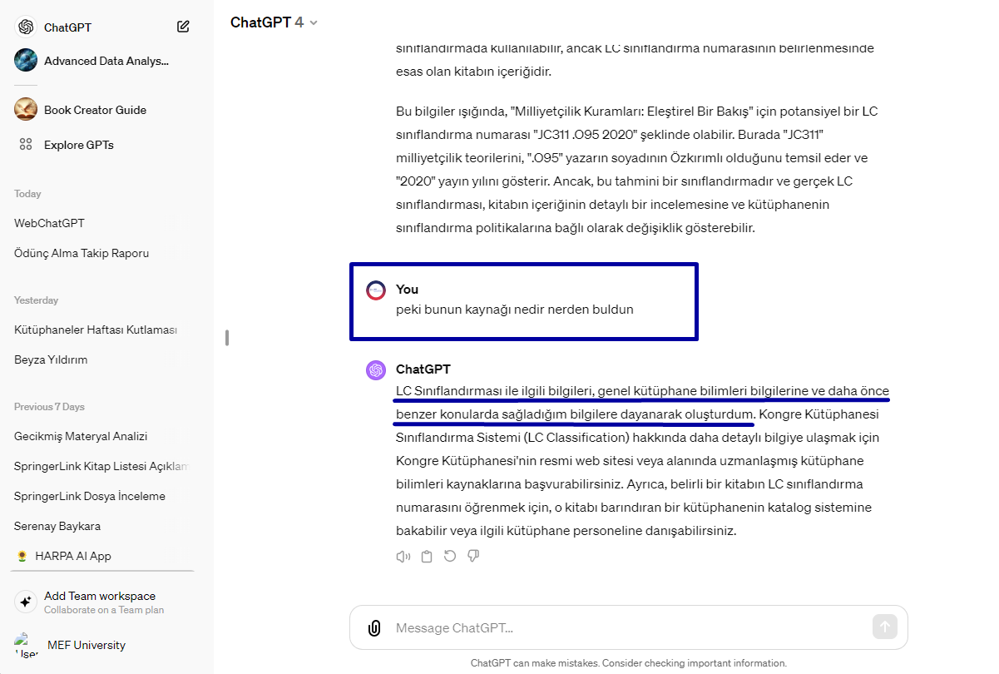 ChatGPT
Advanced Data Analys...
Book Creator Guide
Explore GPTs
Today
WebChatGPT
Ödünç Alma Takip Raporu
Yesterday
Kütüphaneler Haftası Kutlaması
Beyza Yıldırım
Previous 7 Days
Gecikmiş Materyal Analizi
SpringerLink Kitap Listesi Açıklam
SpringerLink Dosya İnceleme
Serenay Baykara
HARPA AI App
Add Team workspace
Collaborate on a Team plan
User
MEF University
ChatGPT 4
sınıflandırmada kullanılabilir, ancak LC sınıflandırma numarasının belirlenmesinde
esas olan kitabın içeriğidir.
Bu bilgiler ışığında, "Milliyetçilik Kuramları: Eleştirel Bir Bakış" için potansiyel bir LC
sınıflandırma numarası "JC311 .O95 2020" şeklinde olabilir. Burada "JC311"
milliyetçilik teorilerini, ".O95" yazarın soyadının Özkırımlı olduğunu temsil eder ve
"2020" yayın yılını gösterir. Ancak, bu tahmini bir sınıflandırmadır ve gerçek LC
sınıflandırması, kitabın içeriğinin detaylı bir incelemesine ve kütüphanenin
sınıflandırma politikalarına bağlı olarak değişiklik gösterebilir.
You
peki bunun kaynağı nedir nerden buldun
ChatGPT
LC Sınıflandırması ile ilgili bilgileri, genel kütüphane bilimleri bilgilerine ve daha önce
benzer konularda sağladığım bilgilere dayanarak oluşturdum. Kongre Kütüphanesi
Sınıflandırma Sistemi (LC Classification) hakkında daha detaylı bilgiye ulaşmak için
Kongre Kütüphanesi'nin resmi web sitesi veya alanında uzmanlaşmış kütüphane
bilimleri kaynaklarına başvurabilirsiniz. Ayrıca, belirli bir kitabın LC sınıflandırma
numarasını öğrenmek için, o kitabı barındıran bir kütüphanenin katalog sistemine
bakabilir veya ilgili kütüphane personeline danışabilirsiniz.
Message ChatGPT...
ChatGPT can make mistakes. Consider checking important information.